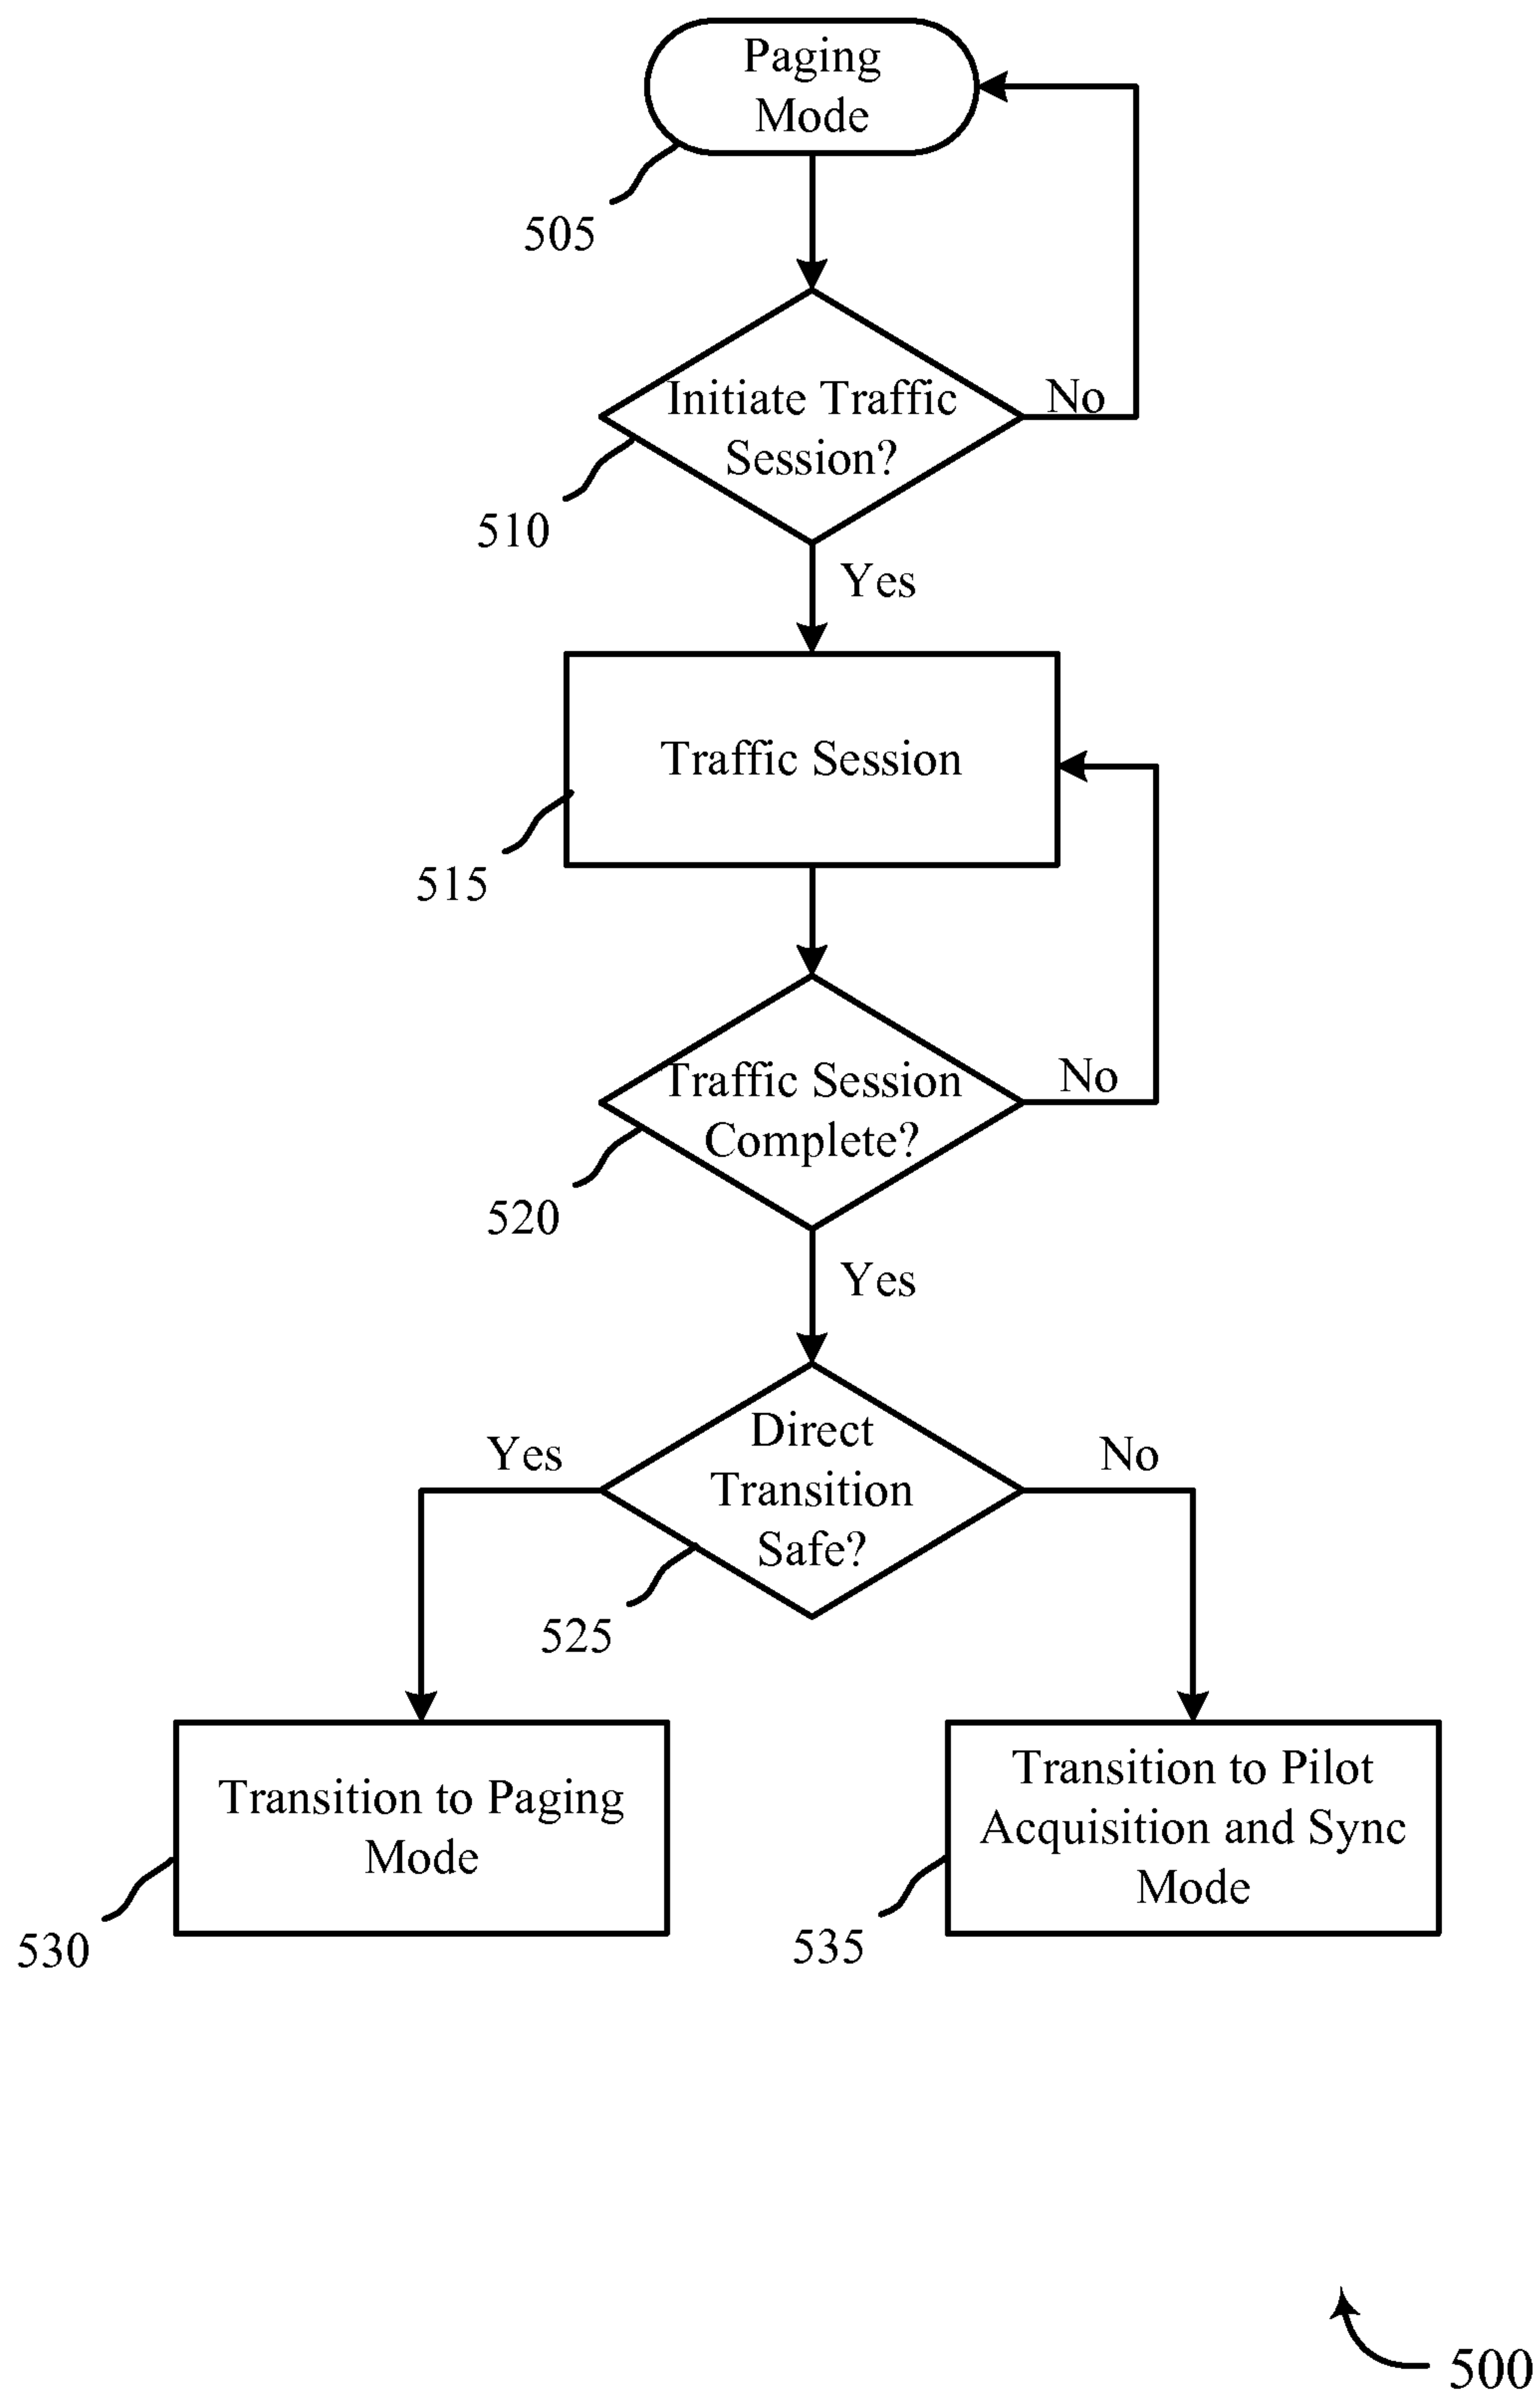 Paging
Mode
505
Initiate Traffic
Session?
No
510
Yes
Traffic Session
515
Traffic Session
Complete?
No
520
Yes
Direct
Transition
Safe?
Yes
No
525
Transition to Paging
Mode
530
Transition to Pilot
Acquisition and Sync
Mode
535
500